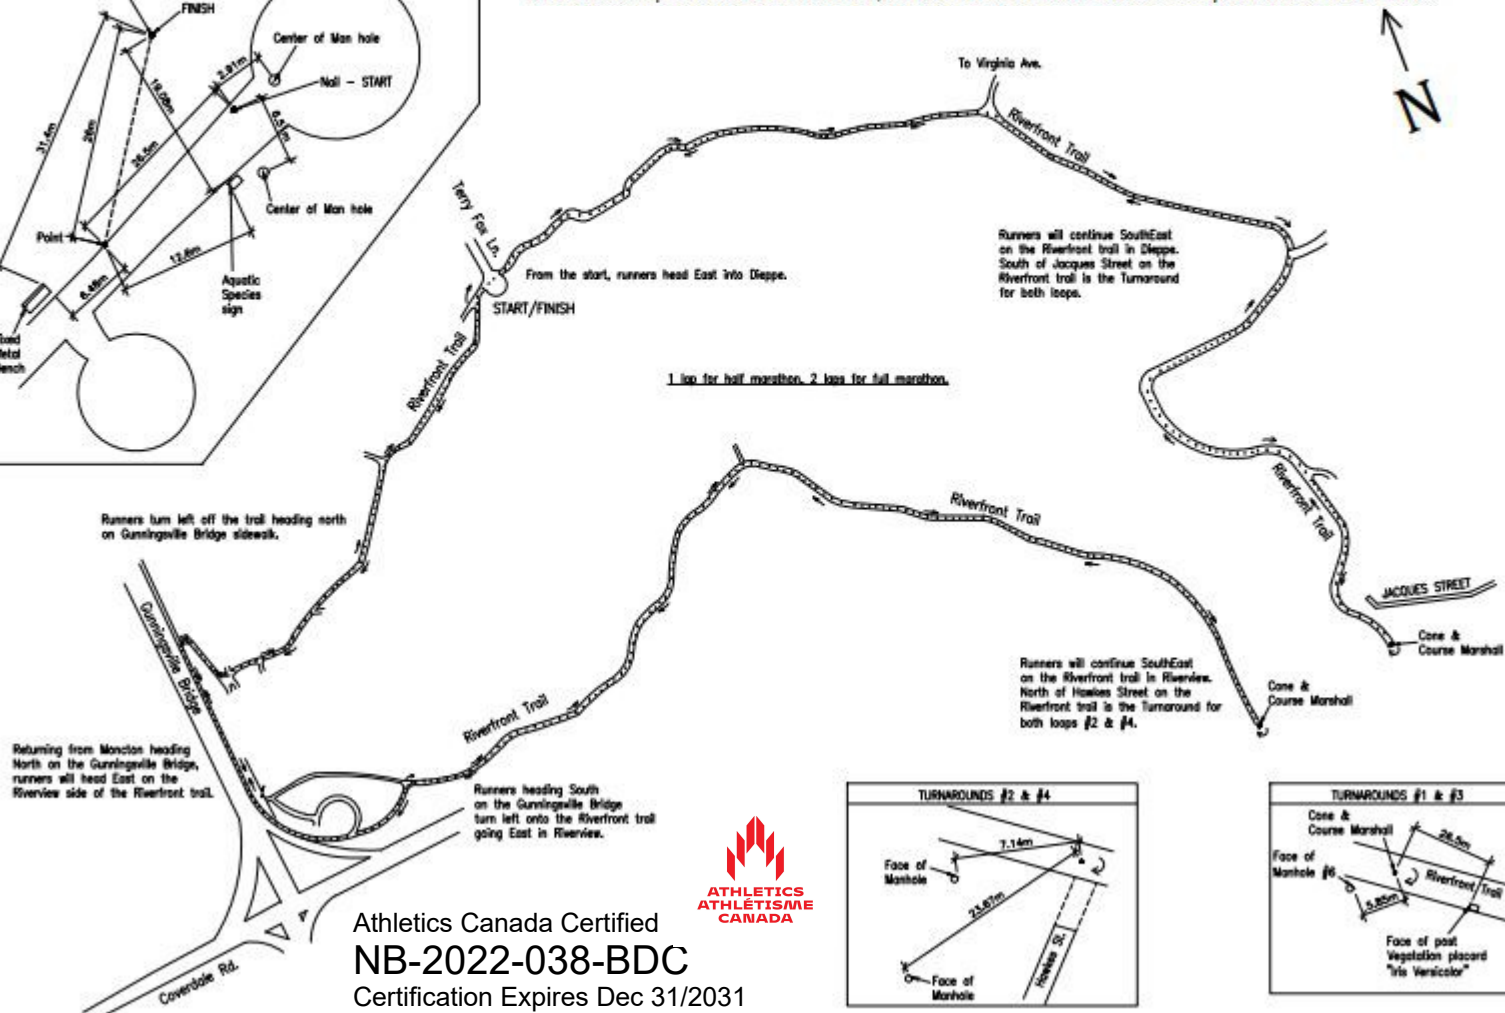 FINISH
Center of Man hole
2.91m
Nail - START
19.08m
6.51m
31.4m
26m
26.5m
Center of Man hole
Point
12.6m
6.48m
Aquatic
Species
sign
To Virginia Ave.
N
Riverfront Trail
Terry Fox Ln.
From the start, runners head East into Dieppe.
START/FINISH
Runners will continue SouthEast
on the Riverfront trail in Dieppe.
South of Jacques Street on the
Riverfront trail is the Turnaround
for both loops.
Riverfront Trail
1 lap for half marathon, 2 laps for full marathon.
Runners turn left off the trail heading north
on Gunningsville Bridge sidewalk.
Riverfront Trail
Riverfront Trail
JACQUES STREET
Cone &
Course Marshall
Gunningsville Bridge
Runners will continue SouthEast
on the Riverfront trail in Riverview.
North of Hawkes Street on the
Riverfront trail is the Turnaround for
both loops #2 & #4.
Cone &
Course Marshall
Riverfront Trail
Returning from Moncton heading
North on the Gunningsville Bridge,
runners will head East on the
Riverview side of the Riverfront trail.
Runners heading South
on the Gunningsville Bridge
turn left onto the Riverfront trail
going East in Riverview.
Coverdale Rd.
ATHLETICS
ATHLÉTISME
CANADA
Athletics Canada Certified
NB-2022-038-BDC
Certification Expires Dec 31/2031
TURNAROUNDS #2 & #4
7.14m
Face of
Manhole
23.67m
Face of
Manhole
Hawkes St.
TURNAROUNDS #1 & #3
Cone &
Course Marshall
26.5m
Face of
Manhole #6
Riverfront Trail
5.85m
Face of post
Vegatation placard
"Iris Versicolor"